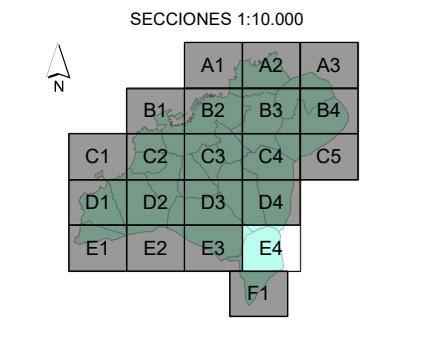 SECCIONES 1:10.000
N
A1 A2 A3
B1 B2 B3 B4
C1 C2 C3 C4 C5
D1 D2 D3 D4
E1 E2 E3 E4
F1